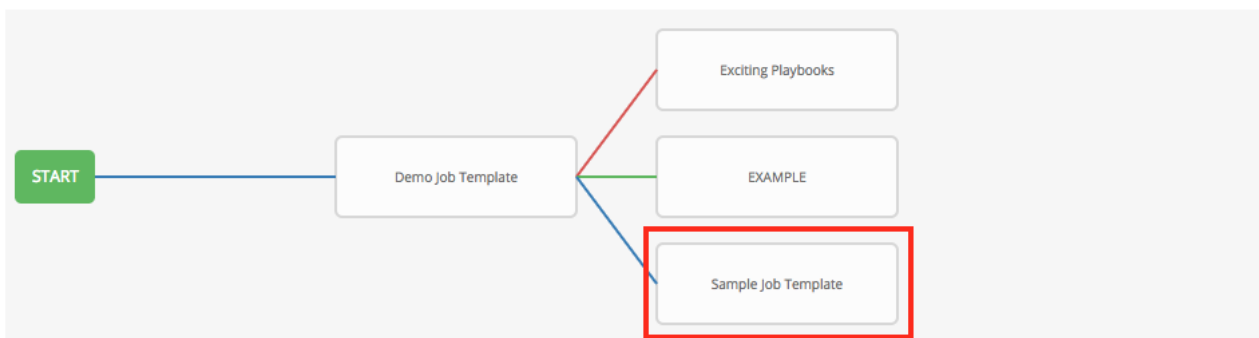 Exciting Playbooks
START
Demo Job Template
EXAMPLE
Sample Job Template